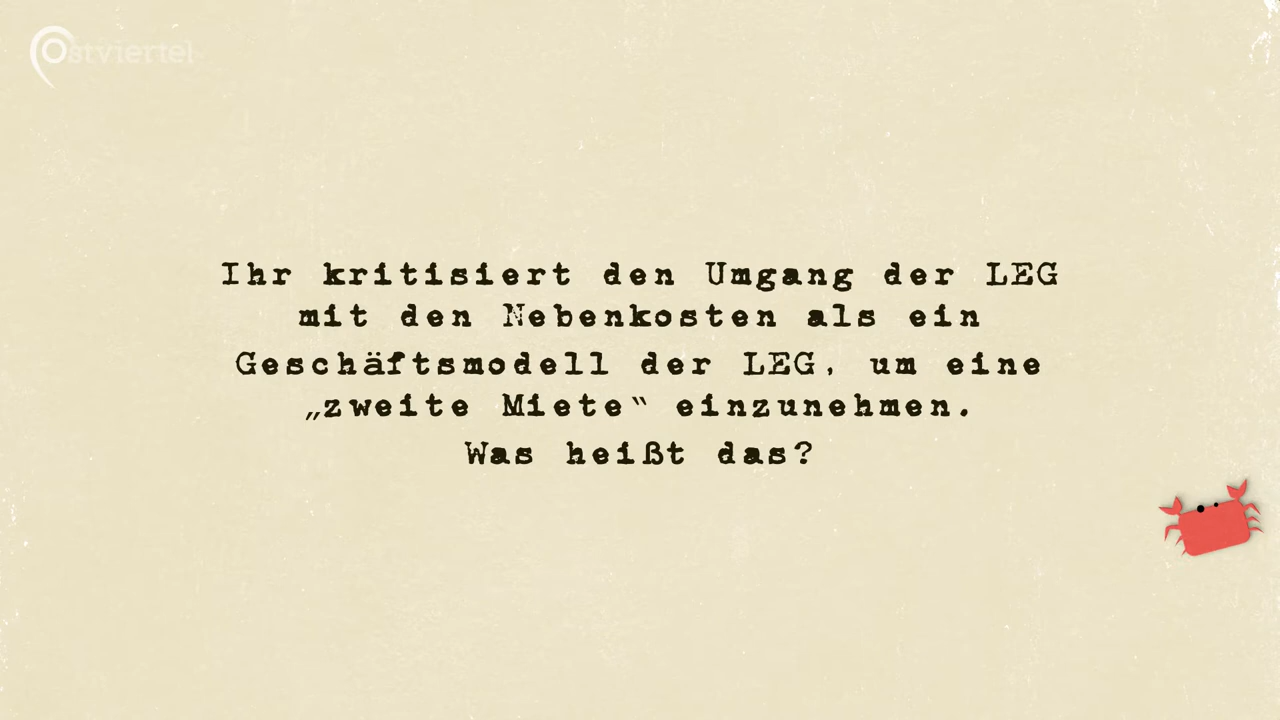 Ostviertel
Ihr kritisiert den Umgang der LEG
mit den Nebenkosten als ein
Geschäftsmodell der LEG, um eine
„zweite Miete‟ einzunehmen.
Was heißt das?